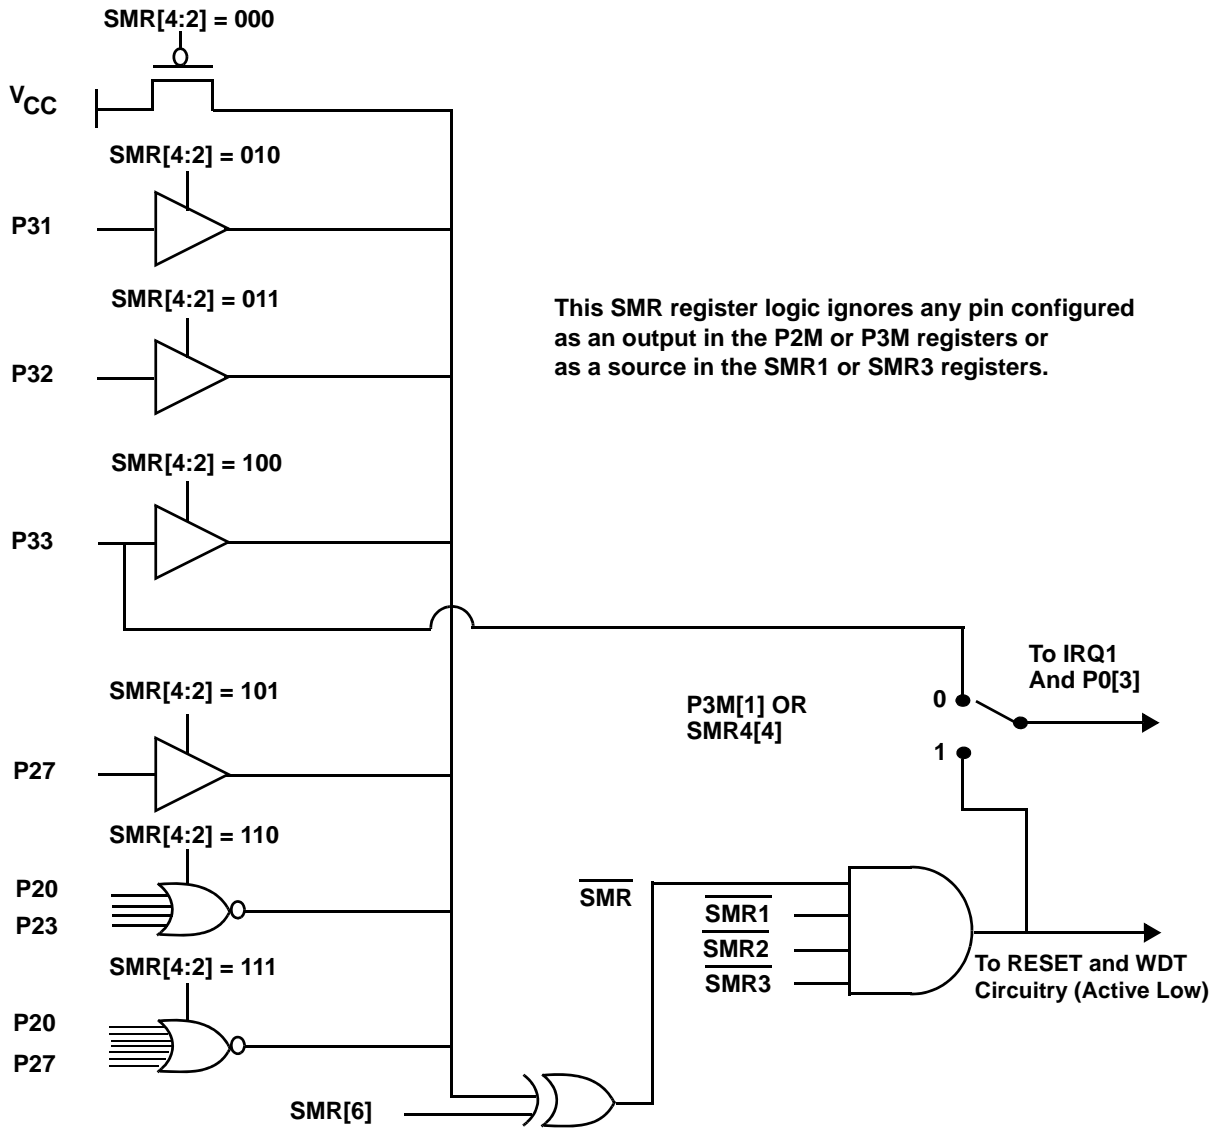 SMR[4:2] = 000
VCC
SMR[4:2] = 010
P31
SMR[4:2] = 011
P32
This SMR register logic ignores any pin configured
as an output in the P2M or P3M registers or
as a source in the SMR1 or SMR3 registers.
SMR[4:2] = 100
P33
To IRQ1
And P0[3]
SMR[4:2] = 101
P3M[1] OR
SMR4[4]
0
1
P27
SMR[4:2] = 110
P20
P23
SMR
SMR1
SMR2
SMR3
To RESET and WDT
Circuitry (Active Low)
SMR[4:2] = 111
P20
P27
SMR[6]